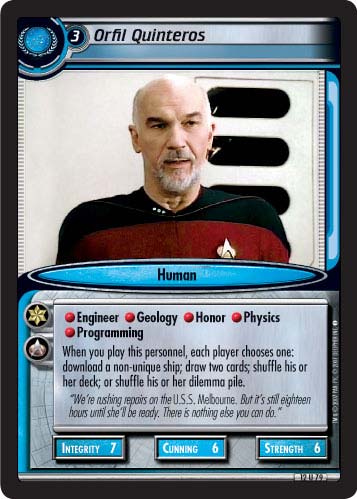 3 Orfil Quinteros
Human
Engineer Geology Honor Physics
Programming
When you play this personnel, each player chooses one:
download a non-unique ship; draw two cards; shuffle his or
her deck; or shuffle his or her dilemma pile.
"We're rushing repairs on the U.S.S. Melbourne. But it's still eighteen
hours until she'll be ready. There is nothing else you can do."
INTEGRITY 7 CUNNING 6 STRENGTH 6
12 U 79